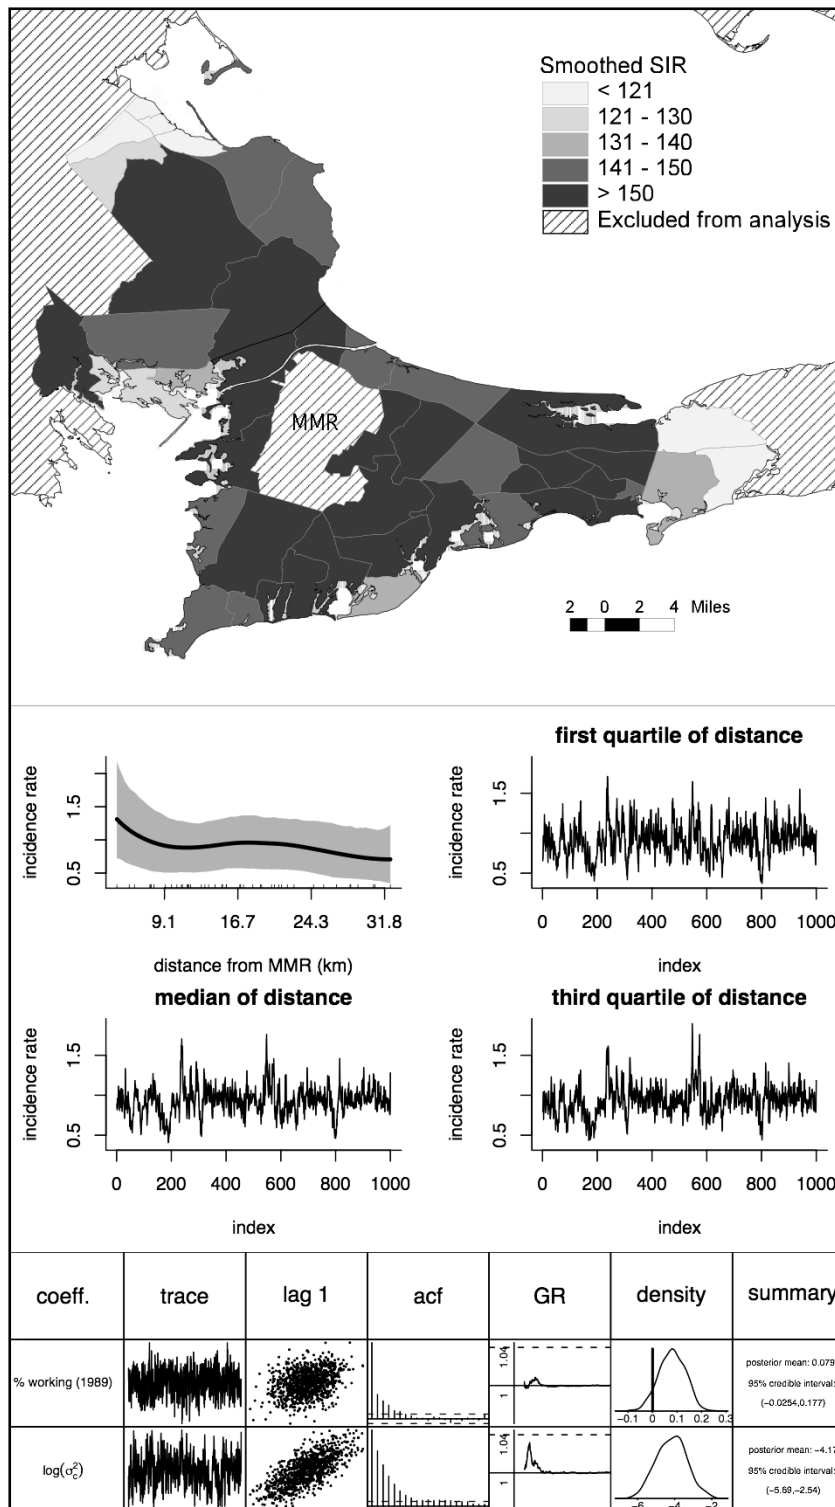 Smoothed SIR
< 121
121 - 130
131 - 140
141 - 150
> 150
Excluded from analysis
MMR
2 0 2 4 Miles
incidence rate
0.5 1.5
9.1 16.7 24.3 31.8
distance from MMR (km)
first quartile of distance
incidence rate
0.5 1.5
0 200 400 600 800 1000
index
median of distance
incidence rate
0.5 1.5
0 200 400 600 800 1000
index
third quartile of distance
incidence rate
0.5 1.5
0 200 400 600 800 1000
index
coeff. trace lag 1 acf GR density summary
% working (1989)
1 1.04
−0.1 0 0.1 0.2 0.3
posterior mean: 0.079
95% credible interval:
(−0.0254,0.177)
log(σ²c)
1 1.04
−6 −4 −2
posterior mean: −4.17
95% credible interval:
(−5.69,−2.54)